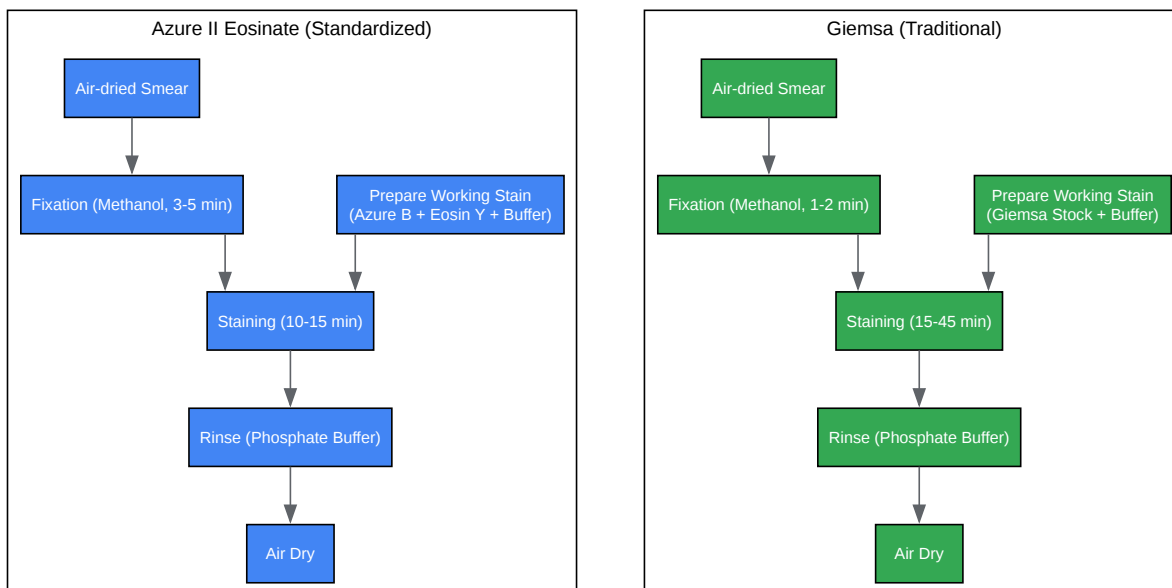 Azure II Eosinate (Standardized)
Air-dried Smear
Fixation (Methanol, 3-5 min)
Prepare Working Stain
(Azure B + Eosin Y + Buffer)
Staining (10-15 min)
Rinse (Phosphate Buffer)
Air Dry
Giemsa (Traditional)
Air-dried Smear
Fixation (Methanol, 1-2 min)
Prepare Working Stain
(Giemsa Stock + Buffer)
Staining (15-45 min)
Rinse (Phosphate Buffer)
Air Dry